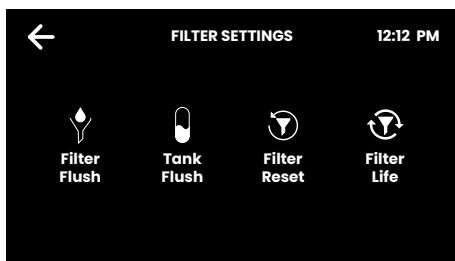 FILTER SETTINGS 12:12 PM
Filter Flush
Tank Flush
Filter Reset
Filter Life